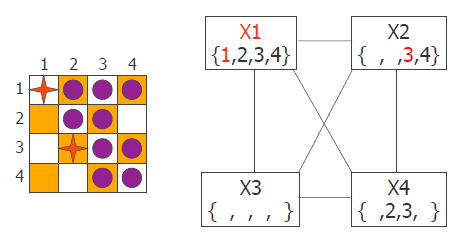 1 2 3 4
1
2
3
4
X1
{1,2,3,4}
X2
{ , ,3,4}
X3
{ , , , }
X4
{ ,2,3, }